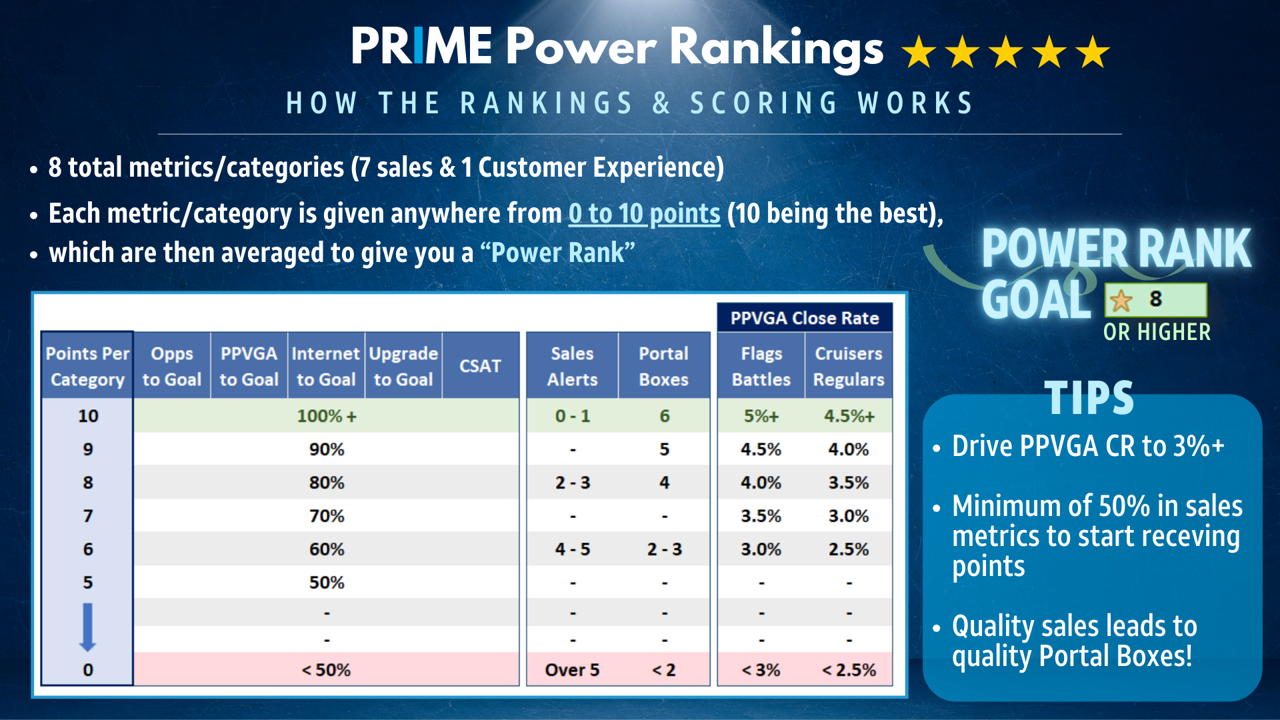 PRIME Power Rankings
HOW THE RANKINGS & SCORING WORKS
• 8 total metrics/categories (7 sales & 1 Customer Experience)
• Each metric/category is given anywhere from 0 to 10 points (10 being the best),
• which are then averaged to give you a “Power Rank”
POWER RANK
GOAL 8
OR HIGHER
PPVGA Close Rate
Points Per Category Opps to Goal PPVGA to Goal Internet to Goal Upgrade to Goal CSAT Sales Alerts Portal Boxes Flags Battles Cruisers Regulars
10 100% + 0 - 1 6 5%+ 4.5%+
9 90% - 5 4.5% 4.0%
8 80% 2 - 3 4 4.0% 3.5%
7 70% - - 3.5% 3.0%
6 60% 4 - 5 2 - 3 3.0% 2.5%
5 50% - - - -
- - - - -
- - - - -
0 < 50% Over 5 < 2 < 3% < 2.5%
TIPS
• Drive PPVGA CR to 3%+
• Minimum of 50% in sales
metrics to start receving
points
• Quality sales leads to
quality Portal Boxes!